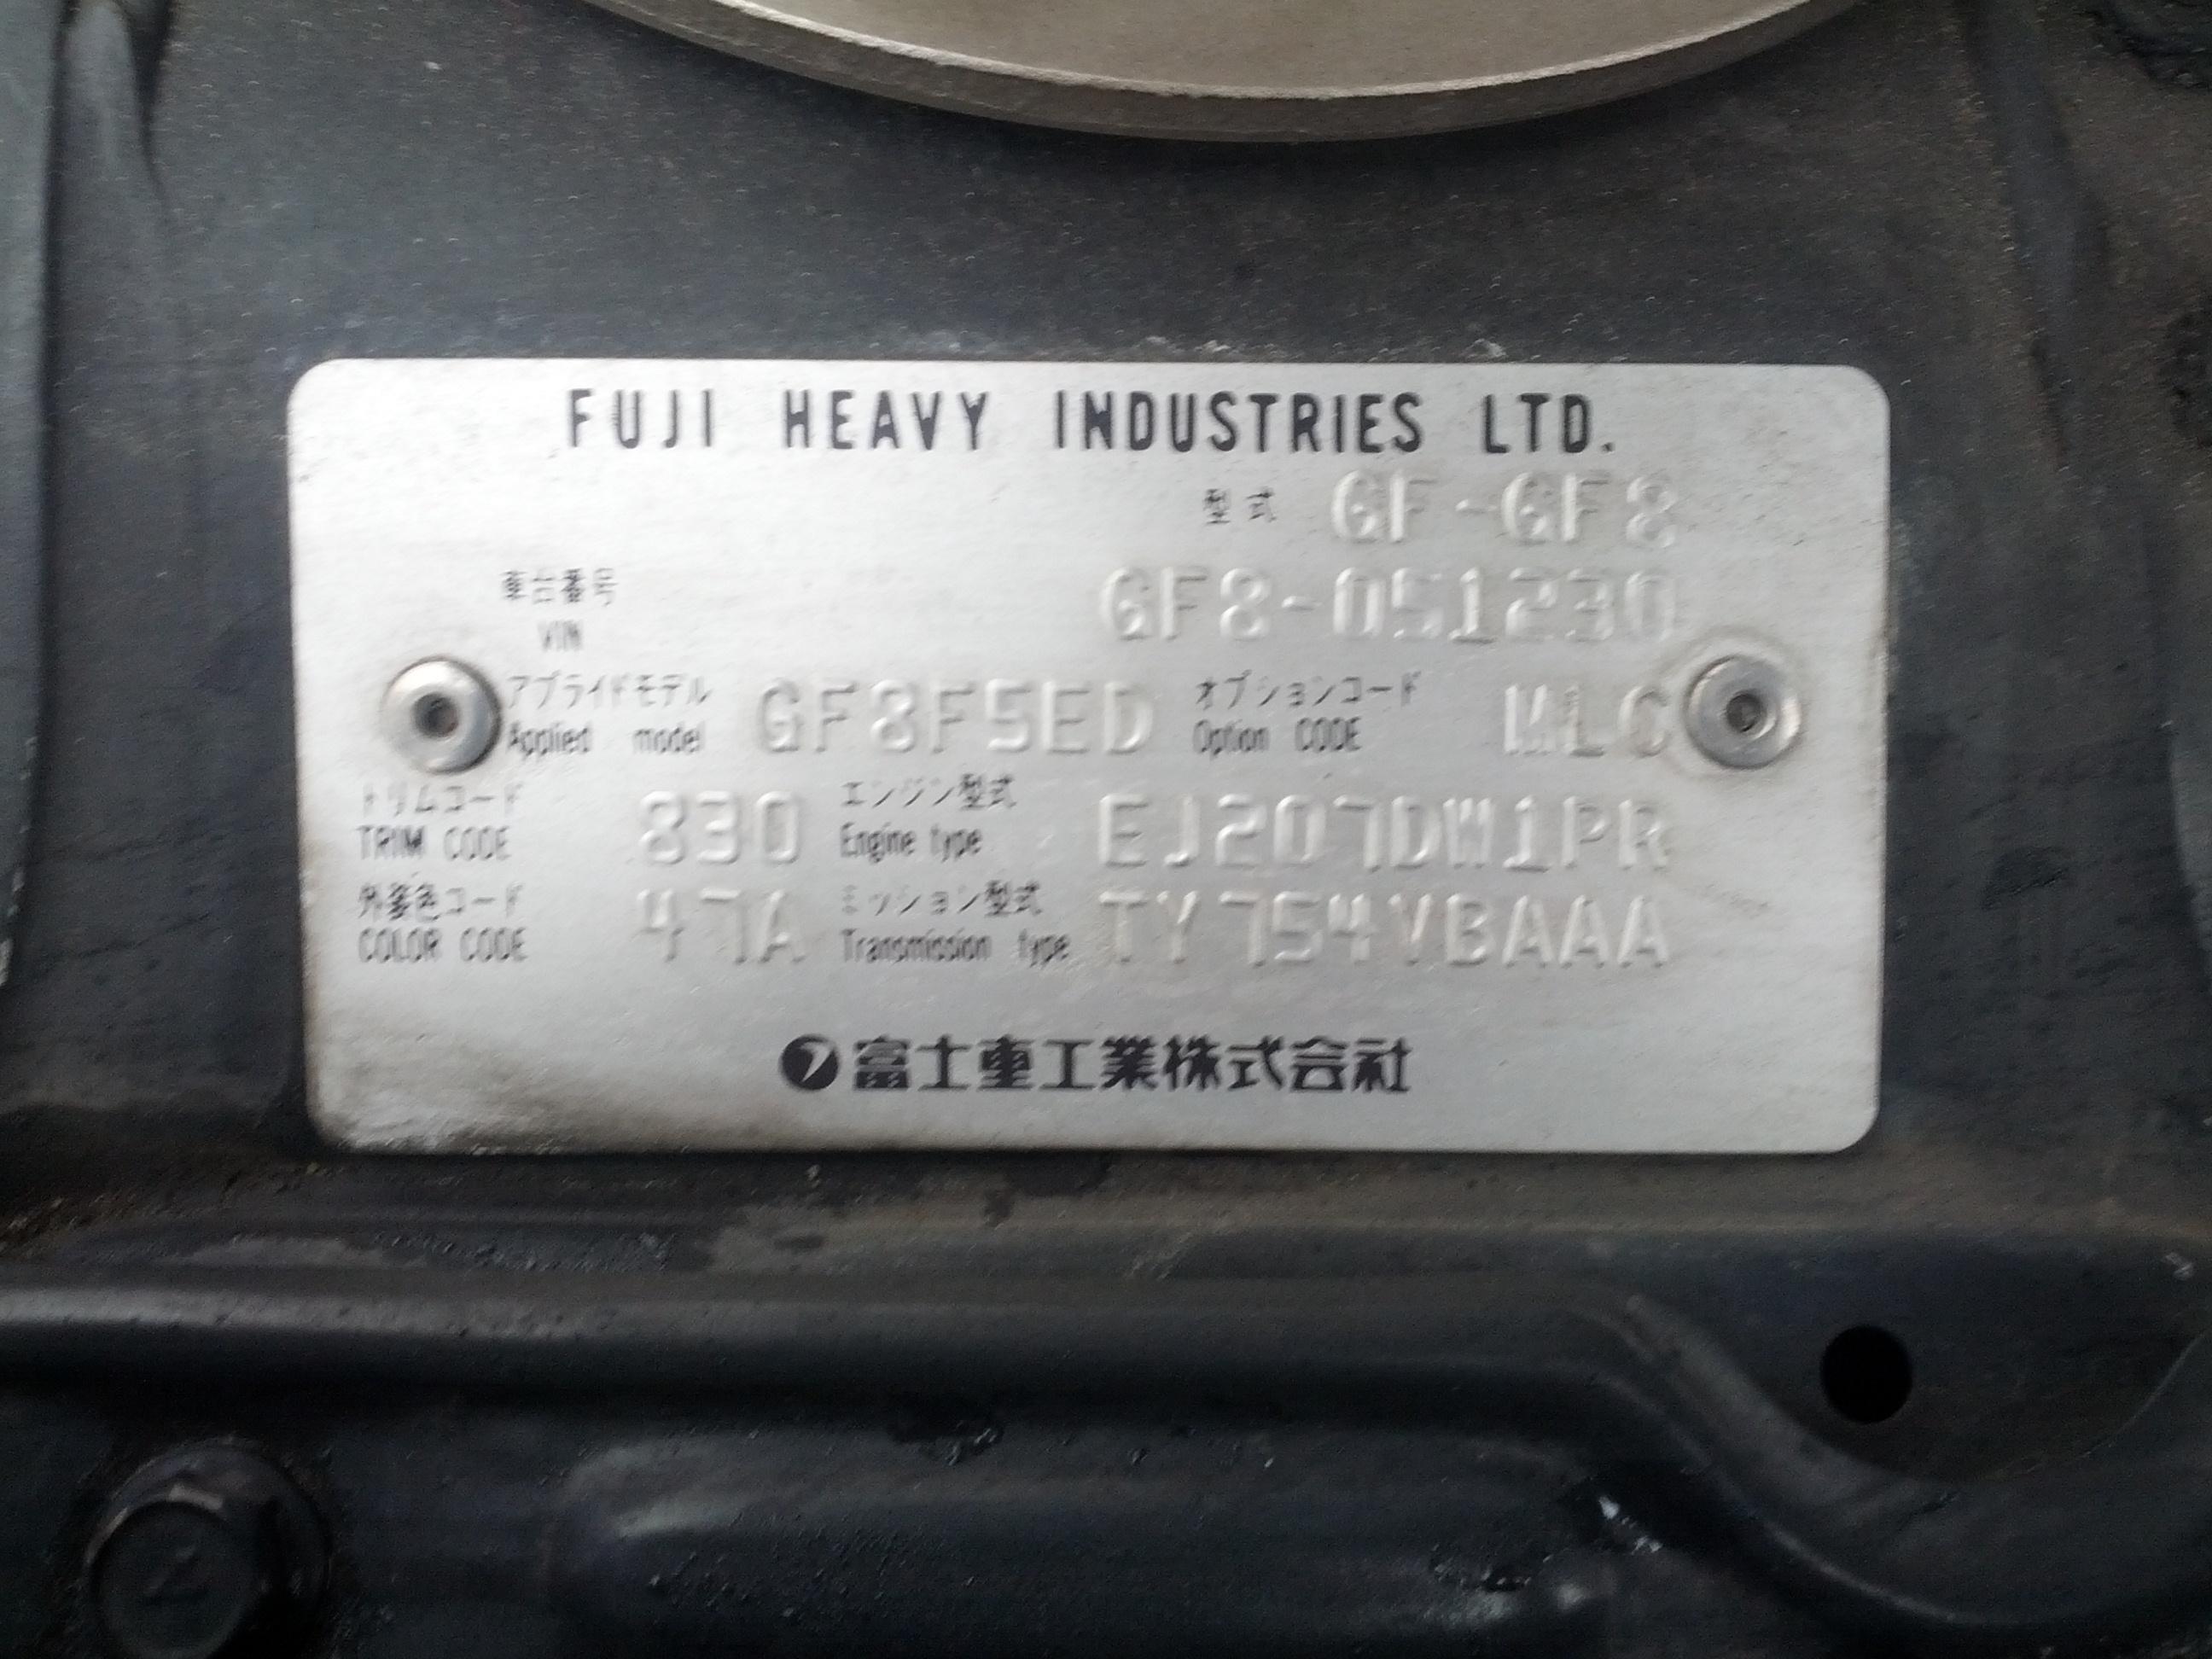 FUJI HEAVY INDUSTRIES LTD.
型式 GF-GF8
車台番号 VIN GF8-051230
アプライドモデル Applied model GF8F5ED オプションコード Option CODE MLC
トリムコード TRIM CODE 830 エンジン型式 Engine type EJ207DW1PR
外装色コード COLOR CODE 47A ミッション型式 Transmission type TY754VBAAA
富士重工業株式会社